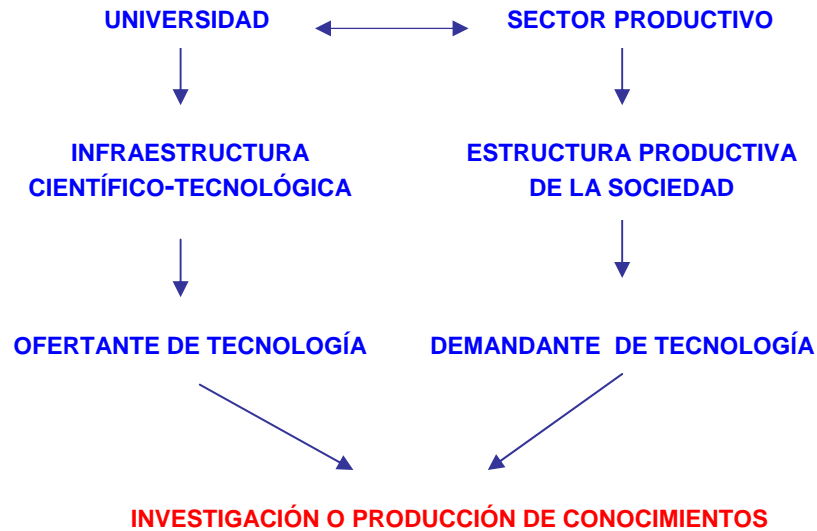 UNIVERSIDAD SECTOR PRODUCTIVO
INFRAESTRUCTURA
CIENTÍFICO-TECNOLÓGICA
ESTRUCTURA PRODUCTIVA
DE LA SOCIEDAD
OFERTANTE DE TECNOLOGÍA
DEMANDANTE DE TECNOLOGÍA
INVESTIGACIÓN O PRODUCCIÓN DE CONOCIMIENTOS